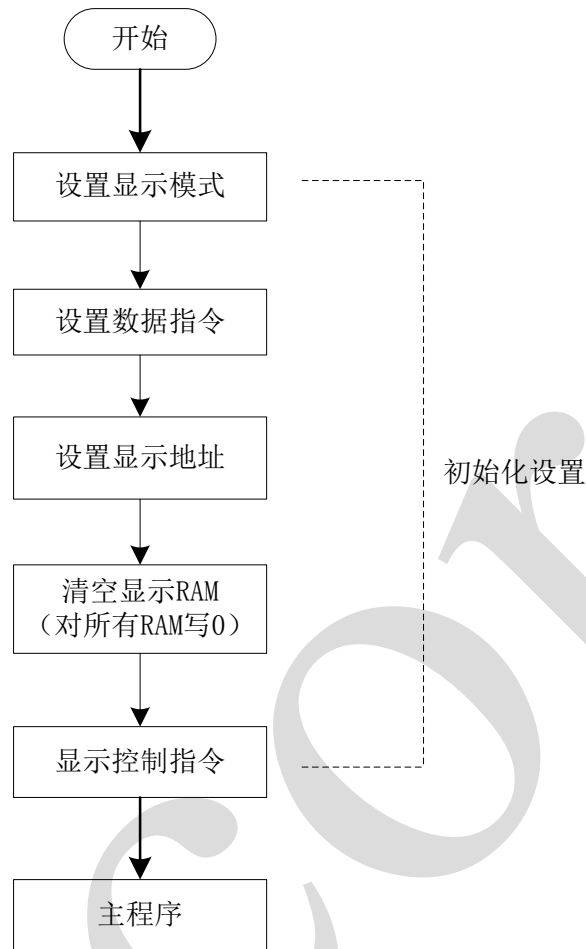 开始
设置显示模式
设置数据指令
设置显示地址
初始化设置
清空显示RAM
（对所有RAM写0）
显示控制指令
主程序